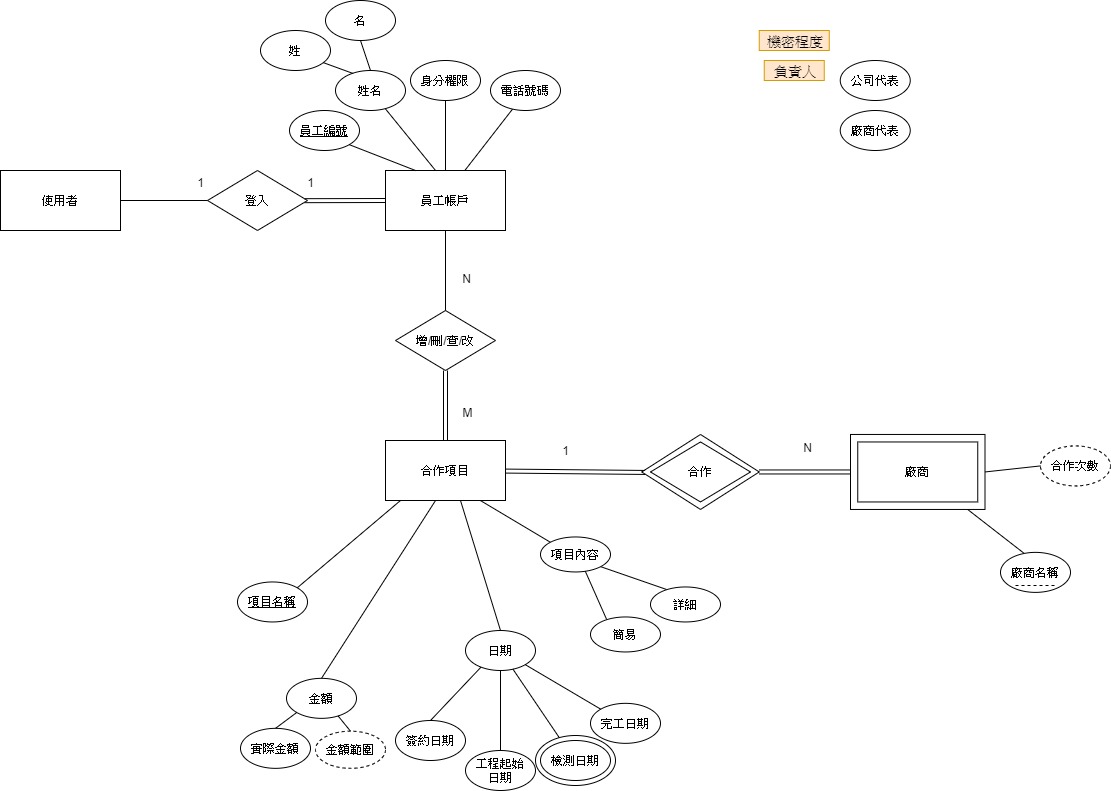 名
姓
姓名
身分權限
電話號碼
員工編號
機密程度
負責人
公司代表
廠商代表
使用者
1
登入
1
員工帳戶
N
增/刪/查/改
M
合作項目
1
合作
N
廠商
合作次數
廠商名稱
項目內容
詳細
簡易
項目名稱
日期
金額
實際金額
金額範圍
簽約日期
工程起始
日期
檢測日期
完工日期